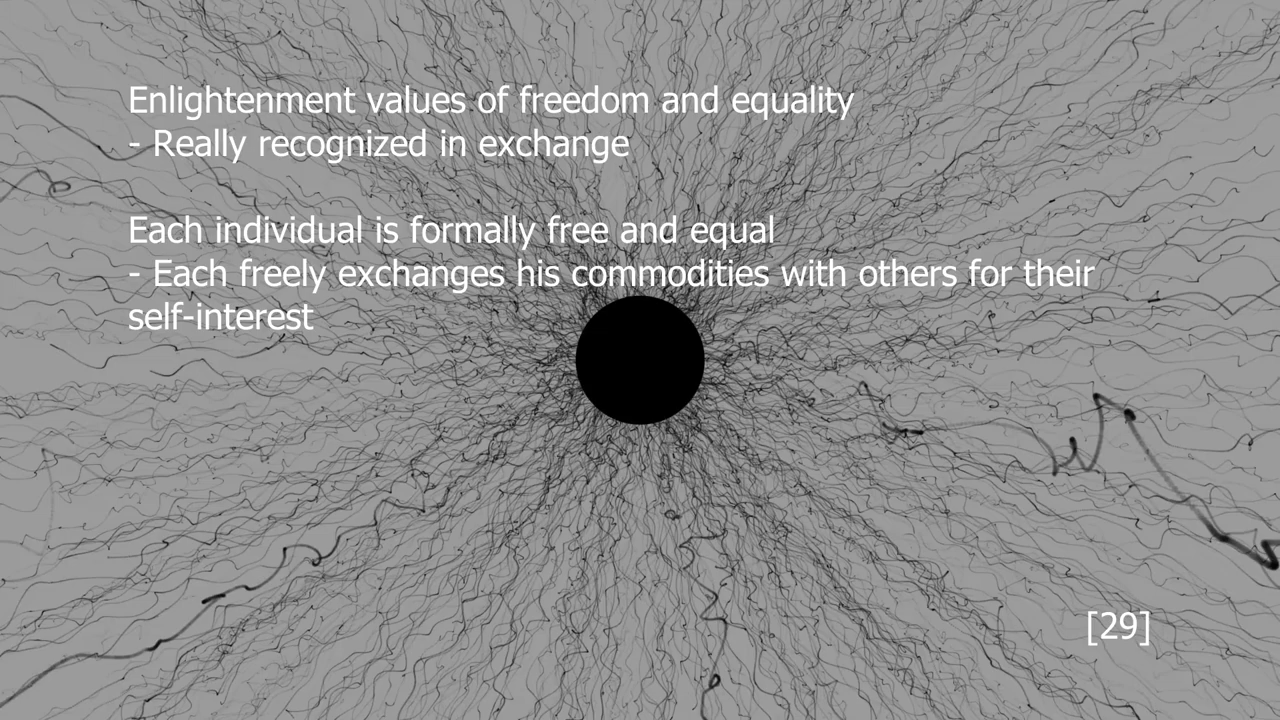 Enlightenment values of freedom and equality
- Really recognized in exchange
Each individual is formally free and equal
- Each freely exchanges his commodities with others for their
self-interest
[29]